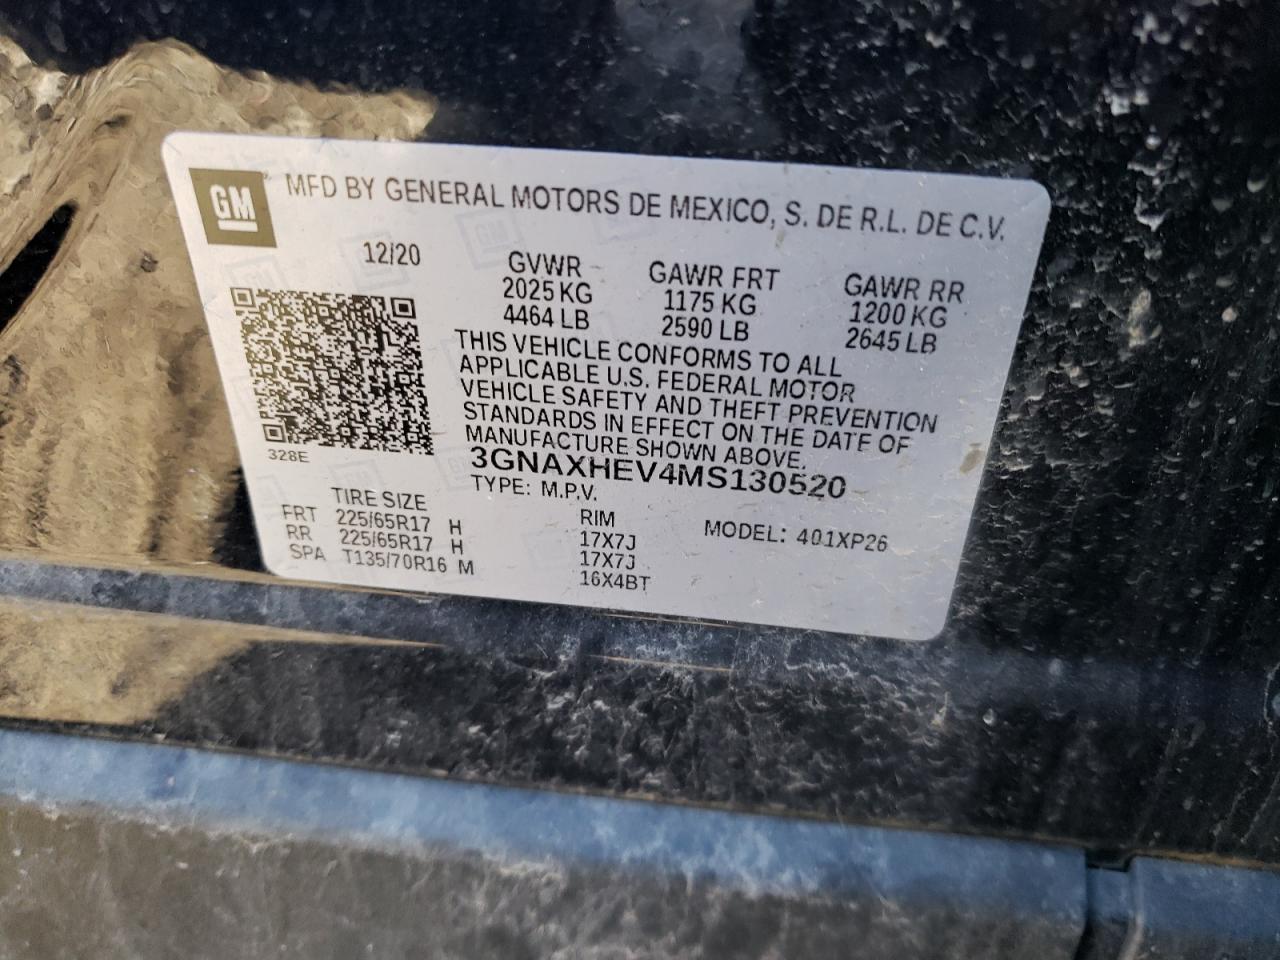 GM MFD BY GENERAL MOTORS DE MEXICO, S. DE R.L. DE C.V.
12/20 GVWR GAWR FRT GAWR RR
2025 KG 1175 KG 1200 KG
4464 LB 2590 LB 2645 LB
THIS VEHICLE CONFORMS TO ALL
APPLICABLE U.S. FEDERAL MOTOR
VEHICLE SAFETY AND THEFT PREVENTION
STANDARDS IN EFFECT ON THE DATE OF
MANUFACTURE SHOWN ABOVE.
328E
3GNAXHEV4MS130520
TYPE: M.P.V.
TIRE SIZE RIM MODEL: 401XP26
FRT 225/65R17 H 17X7J
RR 225/65R17 H 17X7J
SPA T135/70R16 M 16X4BT